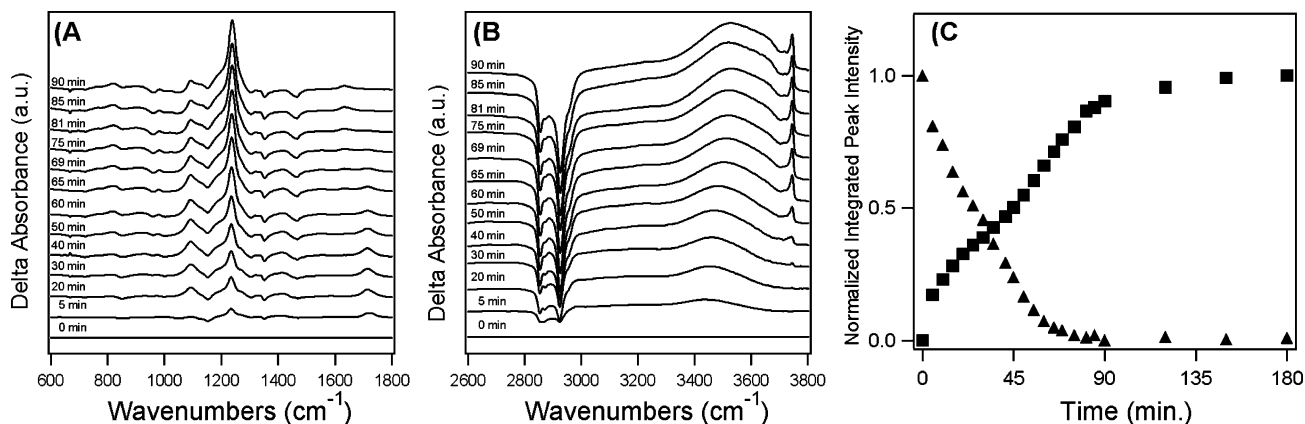 (A
Delta Absorbance (a.u.)
90 min
85 min
81 min
75 min
69 min
65 min
60 min
50 min
40 min
30 min
20 min
5 min
0 min
600 800 1000 1200 1400 1600 1800
Wavenumbers (cm-1)
(B
Delta Absorbance (a.u.)
90 min
85 min
81 min
75 min
69 min
65 min
60 min
50 min
40 min
30 min
20 min
5 min
0 min
2600 2800 3000 3200 3400 3600 3800
Wavenumbers (cm-1)
(C
Normalized Integrated Peak Intensity
1.0
0.5
0.0
0 45 90 135 180
Time (min.)